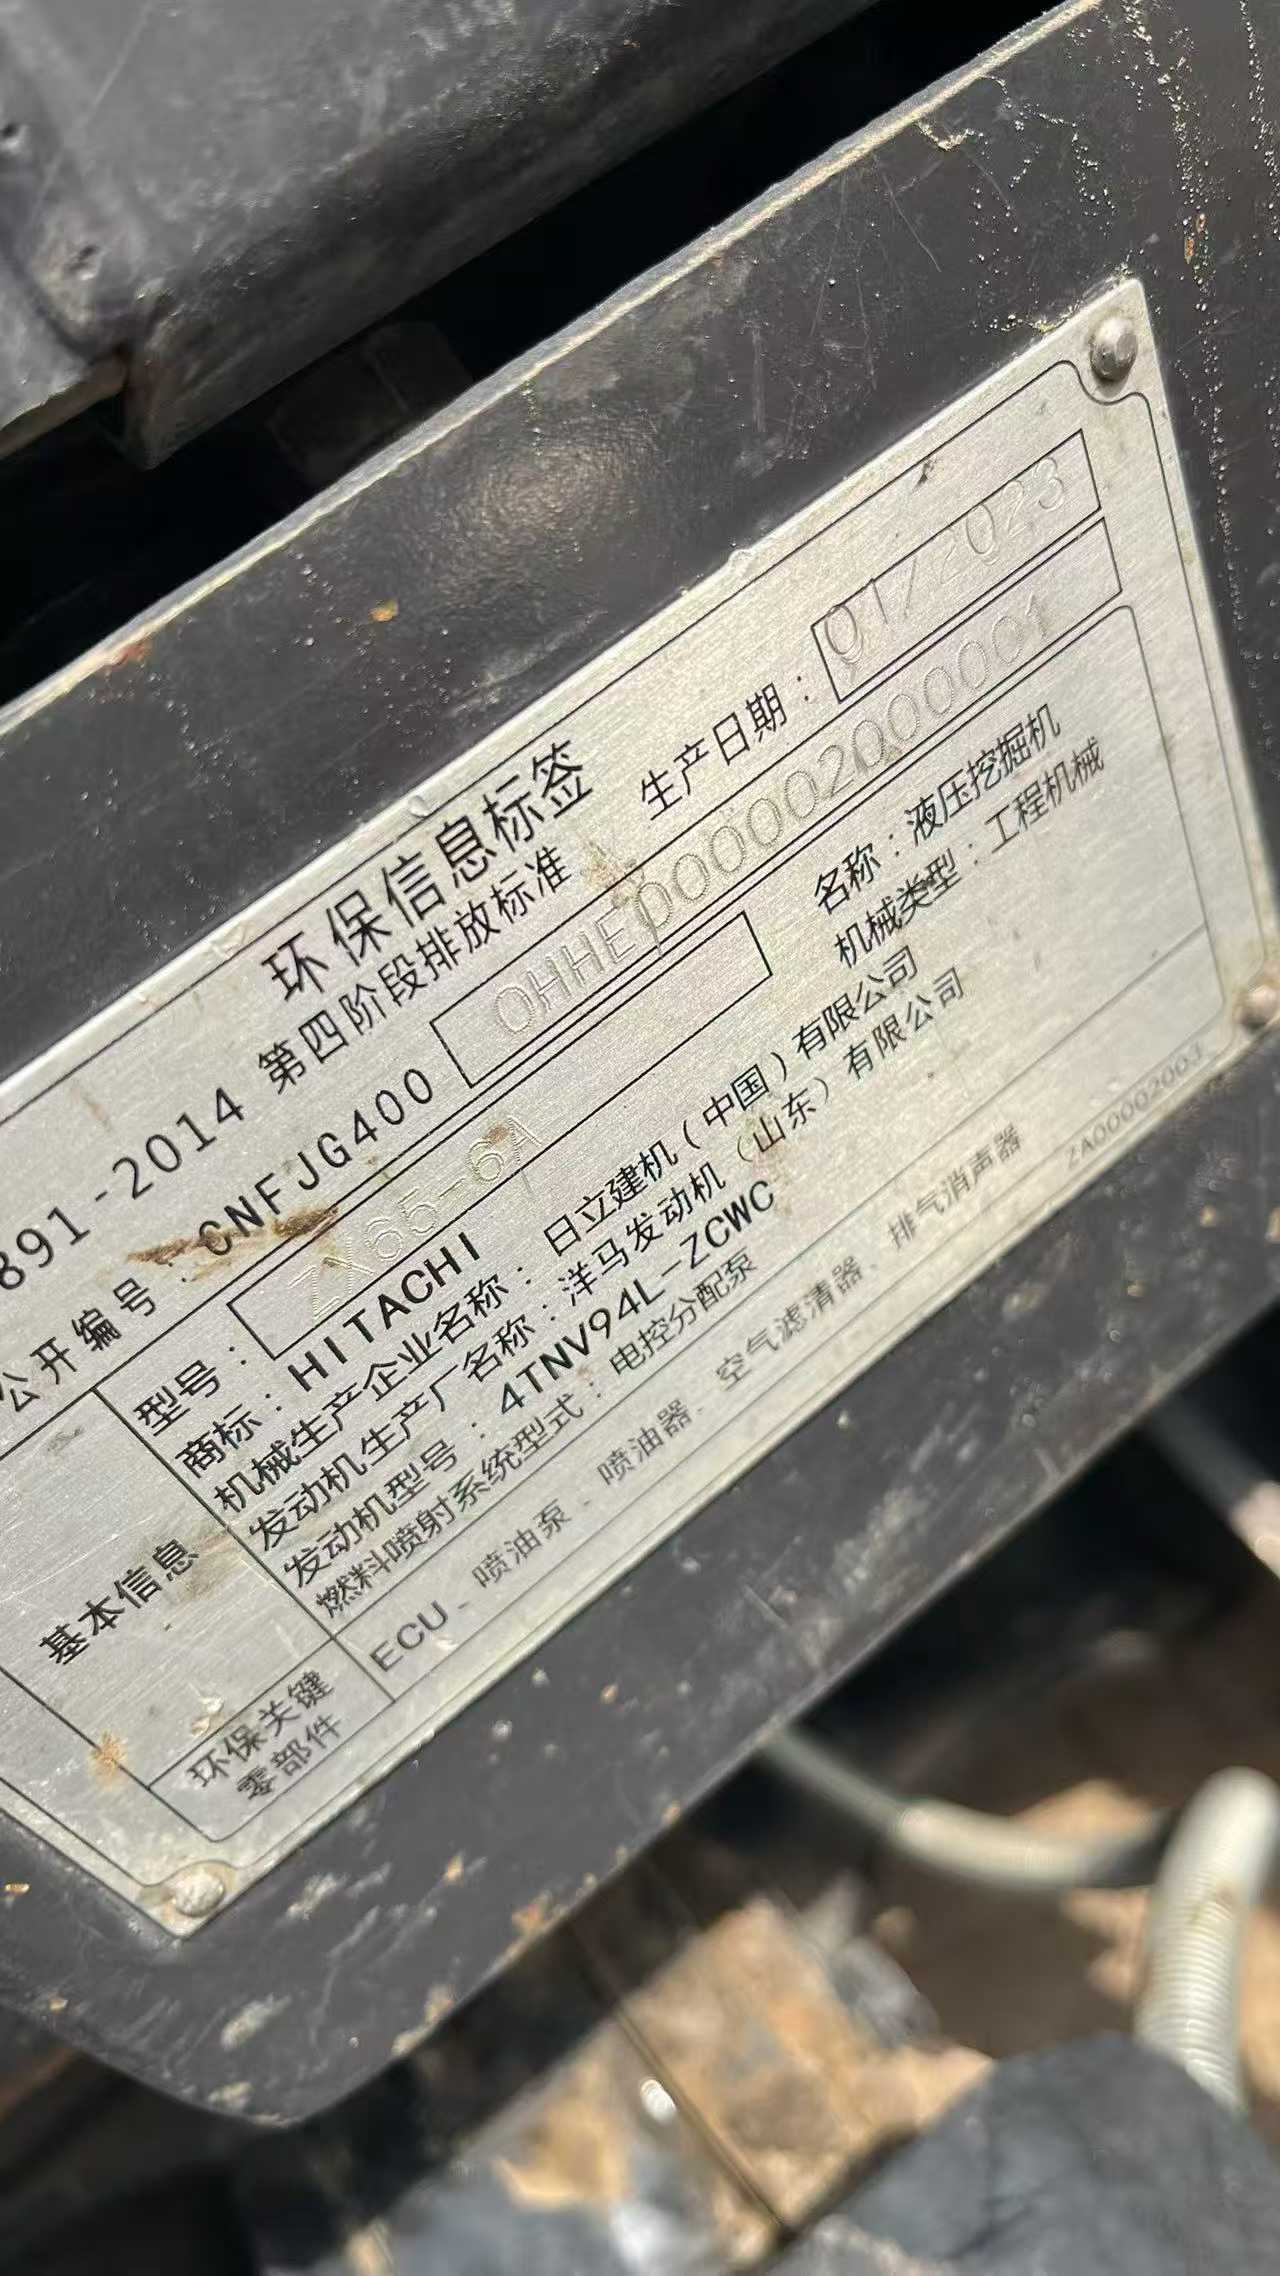 环保信息标签
891-2014 第四阶段排放标准 生产日期：01/2023
公开编号：CNFJG400 OHHEP000020000001
型号：ZX65-6A 名称：液压挖掘机
商标：HITACHI 机械类型：工程机械
机械生产企业名称：日立建机（中国）有限公司
发动机生产厂名称：洋马发动机（山东）有限公司
发动机型号：4TNV94L-ZCWC
燃料喷射系统型式：电控分配泵
基本信息
环保关键零部件
ECU、喷油泵、喷油器、空气滤清器、排气消声器